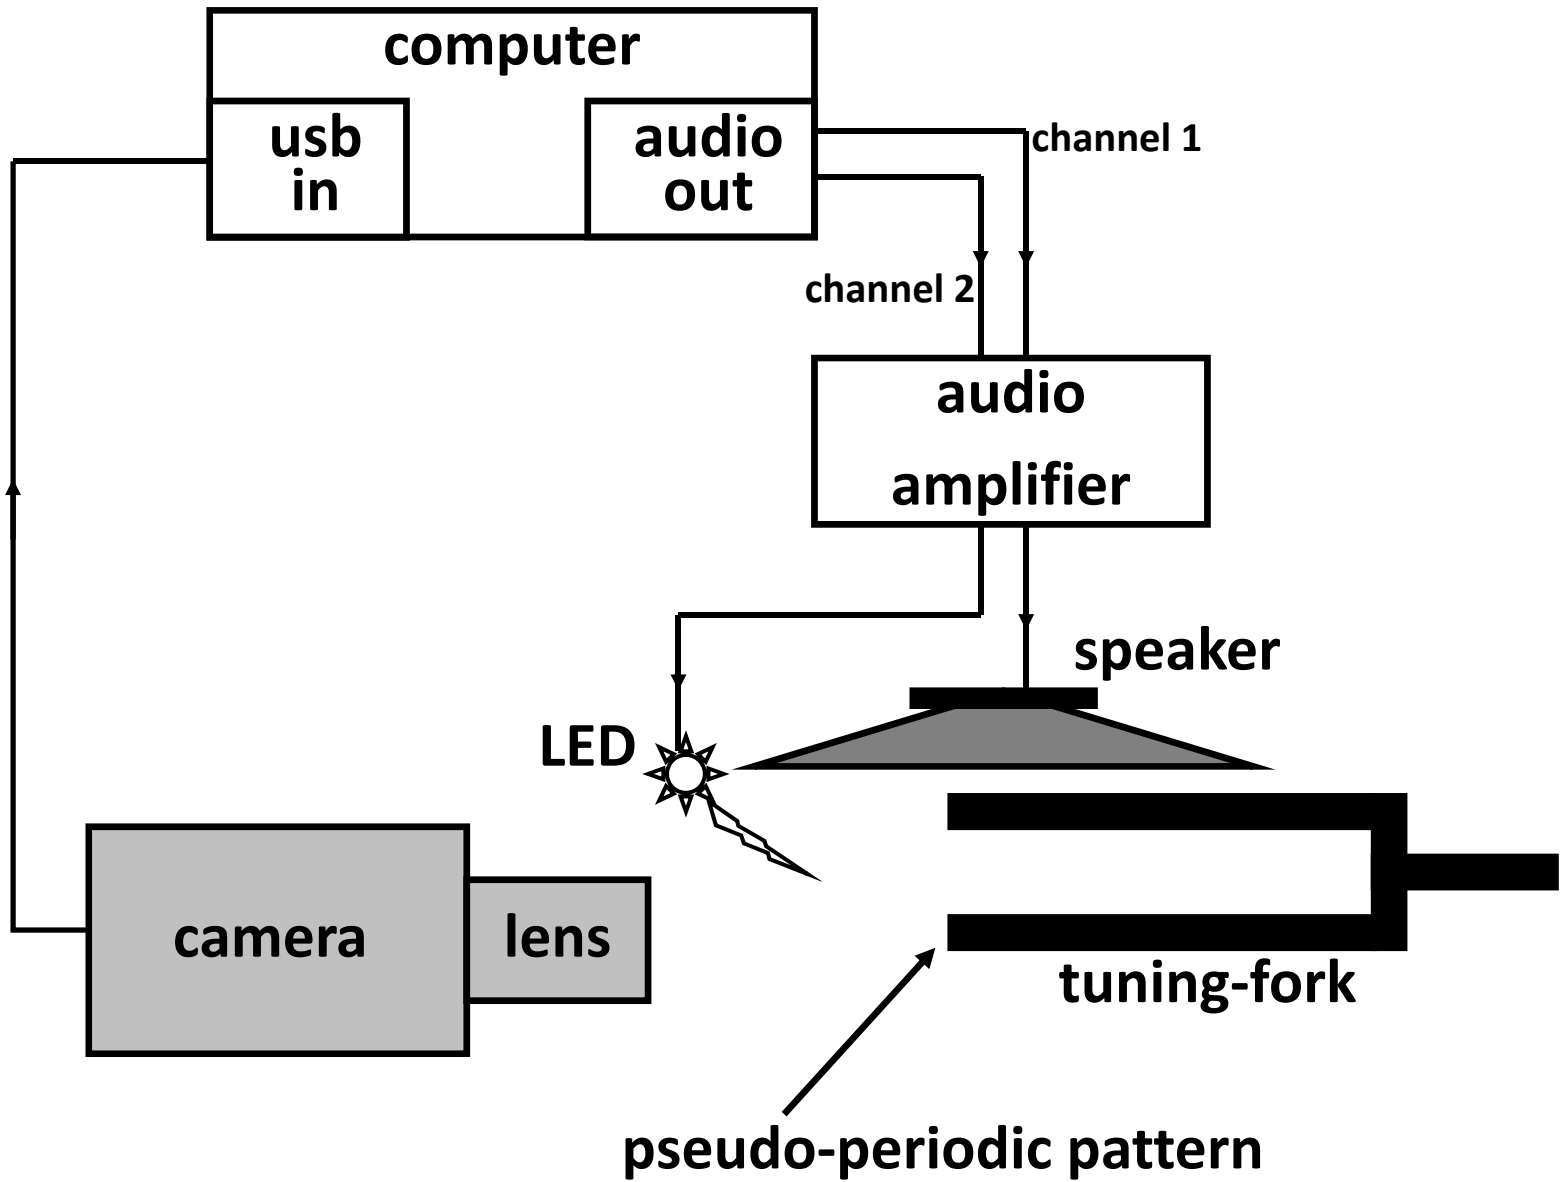 computer
usb
in
audio
out
channel 1
channel 2
audio
amplifier
speaker
LED
camera
lens
tuning-fork
pseudo-periodic pattern